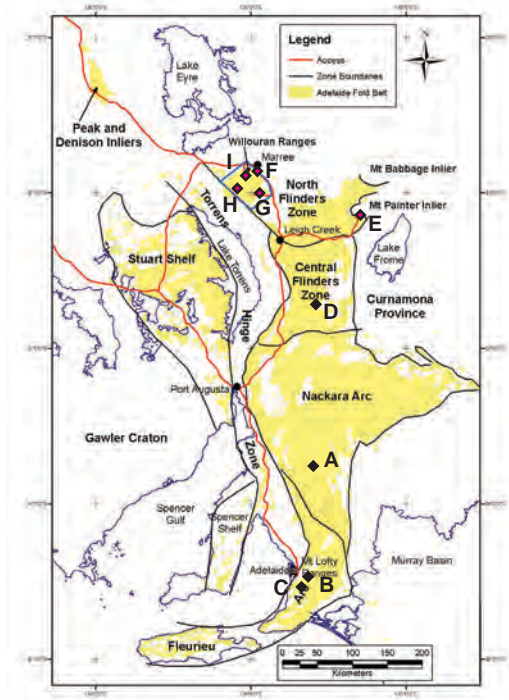 Legend
Access
Zone Boundaries
Adelaide Fold Belt
Lake
Eyre
Peak and
Denison Inliers
Willouran Ranges
Marree
I
F
H
G
Mt Babbage Inlier
North
Flinders
Zone
Mt Painter Inlier
E
Torrens
Leigh Creek
Lake
Frome
Stuart Shelf
Lake Torrens
Hinge
Central
Flinders
Zone
D
Curnamona
Province
Port Augusta
Nackara Arc
Gawler Craton
Zone
A
Spencer
Gulf
Spencer
Shelf
Adelaide
Mt Lofty
Ranges
Murray Basin
C
B
Fleurieu
Arc
0 25 50 100 150 200
Kilometers